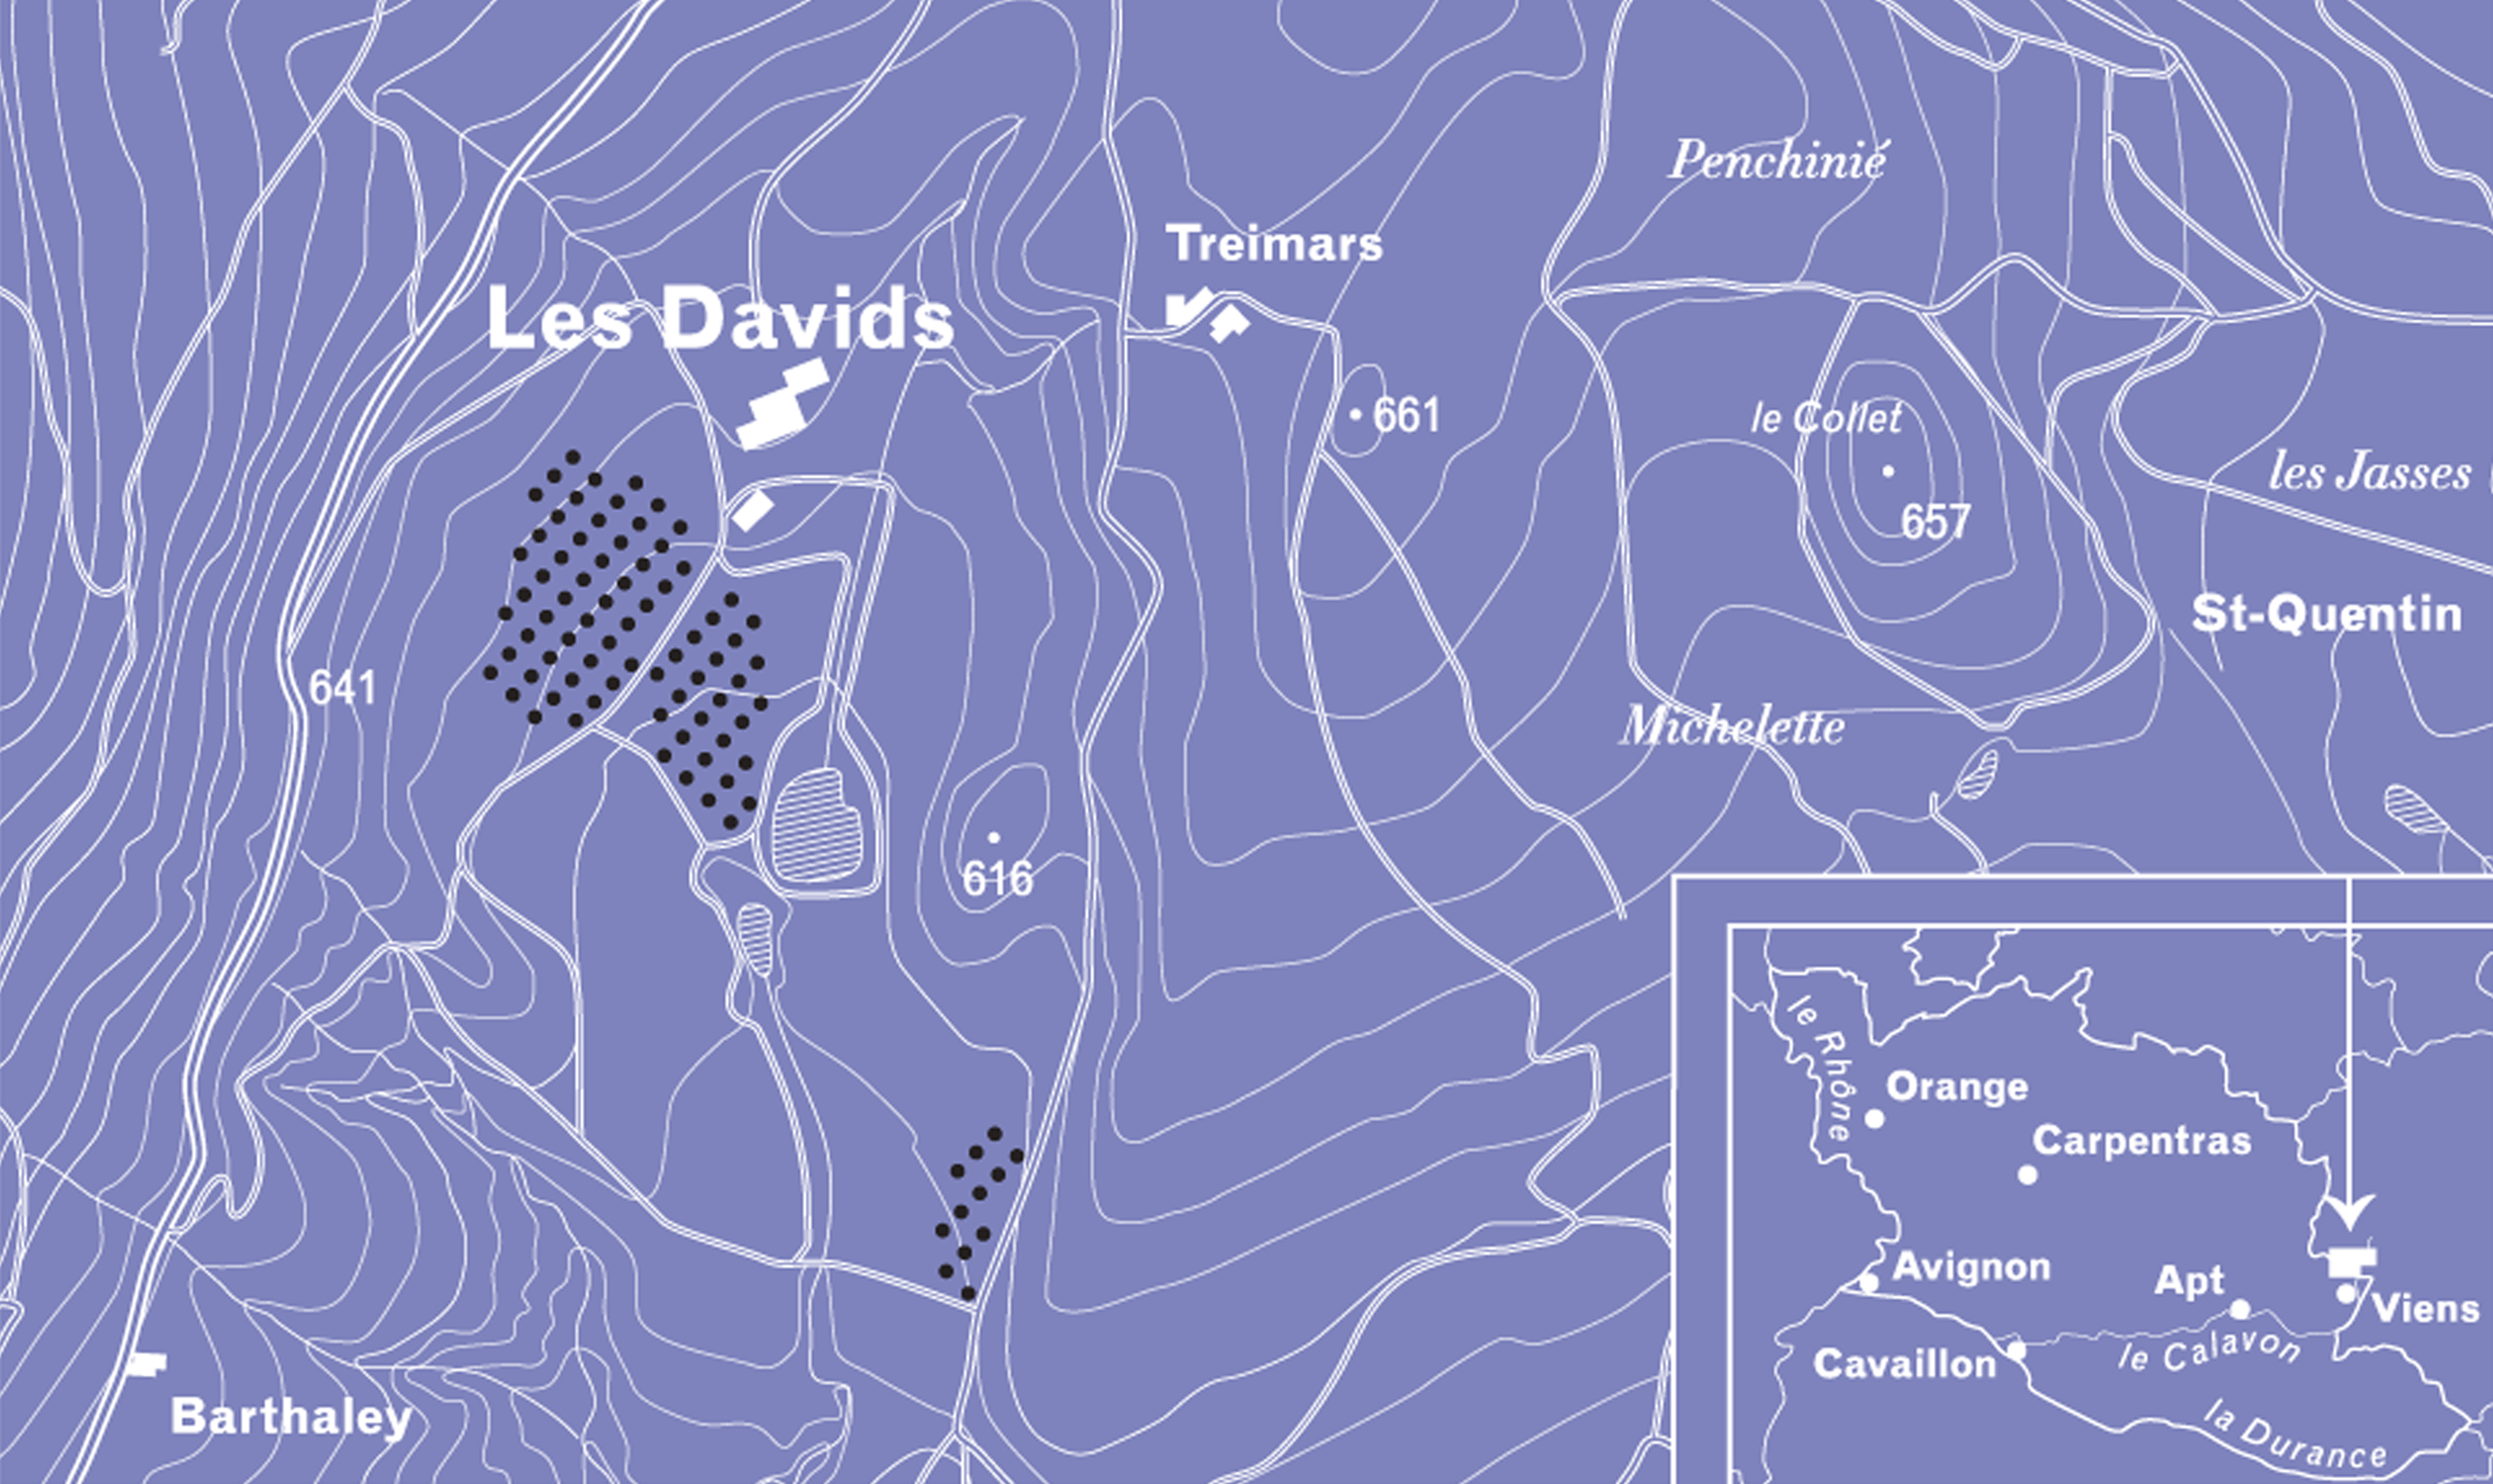 Penchinié
Treimars
Les Davids
661
le Collet
657
les Jasses
St-Quentin
641
Michelette
616
le Rhône
Orange
Carpentras
Avignon
Apt
Viens
Cavaillon
le Calavon
la Durance
Barthaley